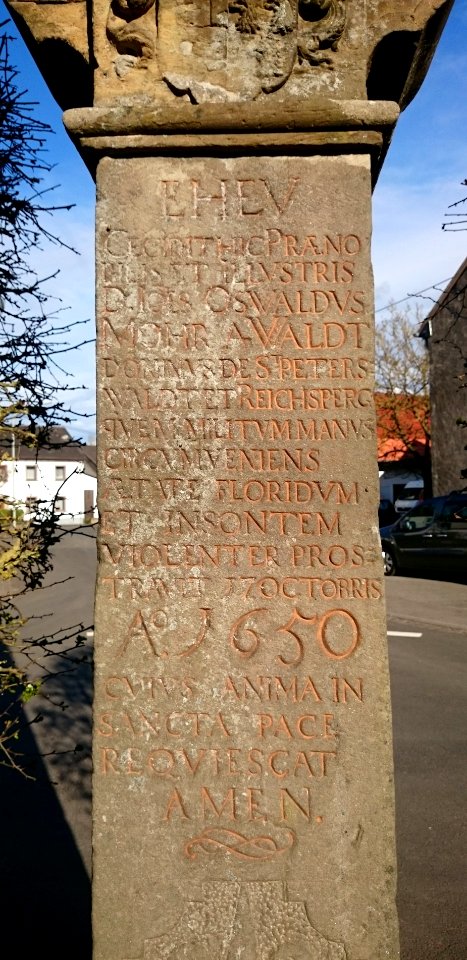 EHEV
CECIDIT HIC PRÆNO
BILIS ET ILLVSTRIS
D.IOIS OSVALDVS
MOHR A WALDT
DOMINVS DE S^T PETERS
WALDT ET REICHSPERG
QVEM MILITVM MANVS
CIRCVMVENIENS
ÆTATE FLORIDVM
ET INSONTEM
VIOLENTER PROS
TRAVIT 17 OCTOBRIS
A^o. 1650
CVIVS ANIMA IN
SANCTA PACE
REQVIESCAT
AMEN.